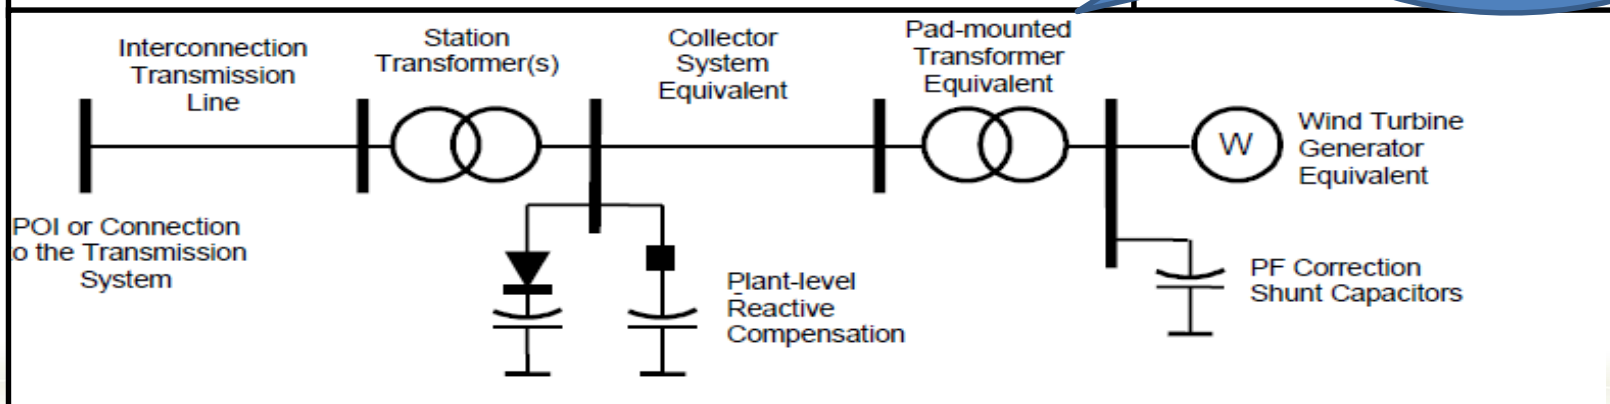 Interconnection
Transmission
Line
Station
Transformer(s)
Collector
System
Equivalent
Pad-mounted
Transformer
Equivalent
W
Wind Turbine
Generator
Equivalent
POI or Connection
o the Transmission
System
Plant-level
Reactive
Compensation
PF Correction
Shunt Capacitors